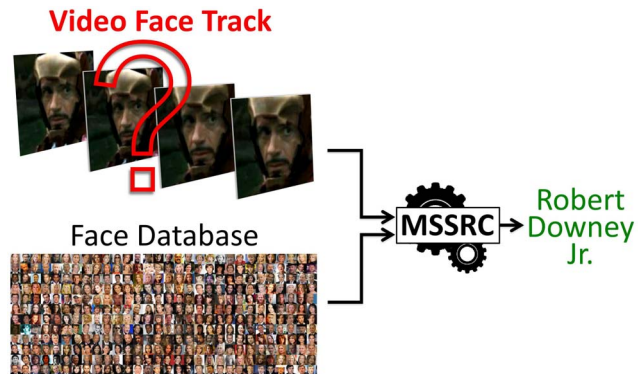 Video Face Track
?
Face Database
MSSRC
Robert
Downey
Jr.